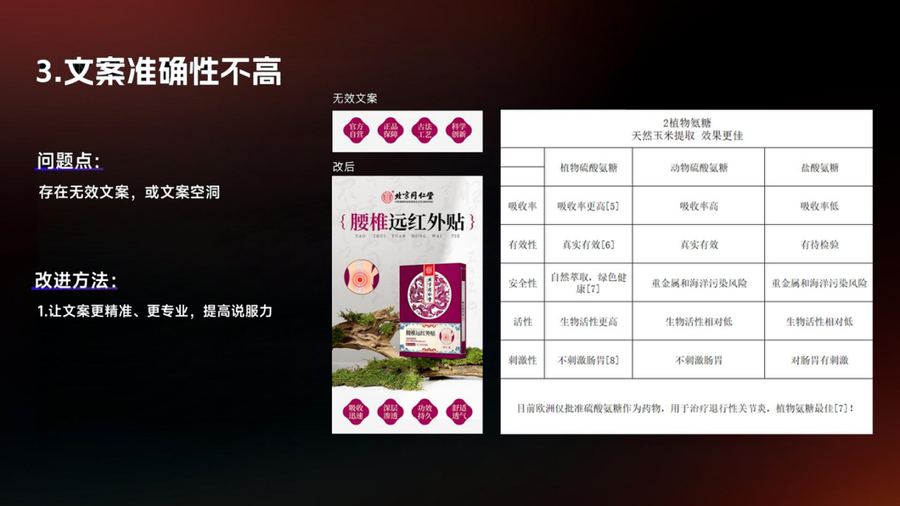 3.文案准确性不高
问题点：
存在无效文案，或文案空洞
改进方法：
1.让文案更精准、更专业，提高说服力
无效文案
官方自营
正品保障
古法工艺
科学创新
改后
北京同仁堂
{腰椎远红外贴}
YAO ZHUI YUAN HONG WAI TIE
腰椎远红外贴
吸收迅速
深层渗透
功效持久
舒适透气
2植物氨糖
天然玉米提取 效果更佳
植物硫酸氨糖 动物硫酸氨糖 盐酸氨糖
吸收率 吸收率更高[5] 吸收率高 吸收率低
有效性 真实有效[6] 真实有效 有待检验
安全性 自然萃取，绿色健康[7] 重金属和海洋污染风险 重金属和海洋污染风险
活性 生物活性更高 生物活性相对低 生物活性相对低
刺激性 不刺激肠胃[8] 不刺激肠胃 对肠胃有刺激
目前欧洲仅批准硫酸氨糖作为药物，用于治疗退行性关节炎，植物氨糖最佳[7]！